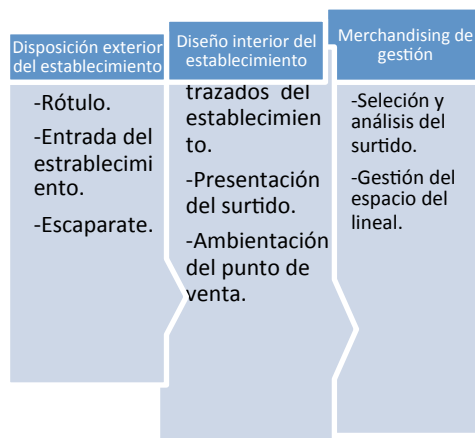 Disposición exterior
del establecimiento
-Rótulo.
-Entrada del
estrablecimi
ento.
-Escaparate.
Diseño interior del
establecimiento
trazados del
establecimien
to.
-Presentación
del surtido.
-Ambientación
del punto de
venta.
Merchandising de
gestión
-Seleción y
análisis del
surtido.
-Gestión del
espacio del
lineal.